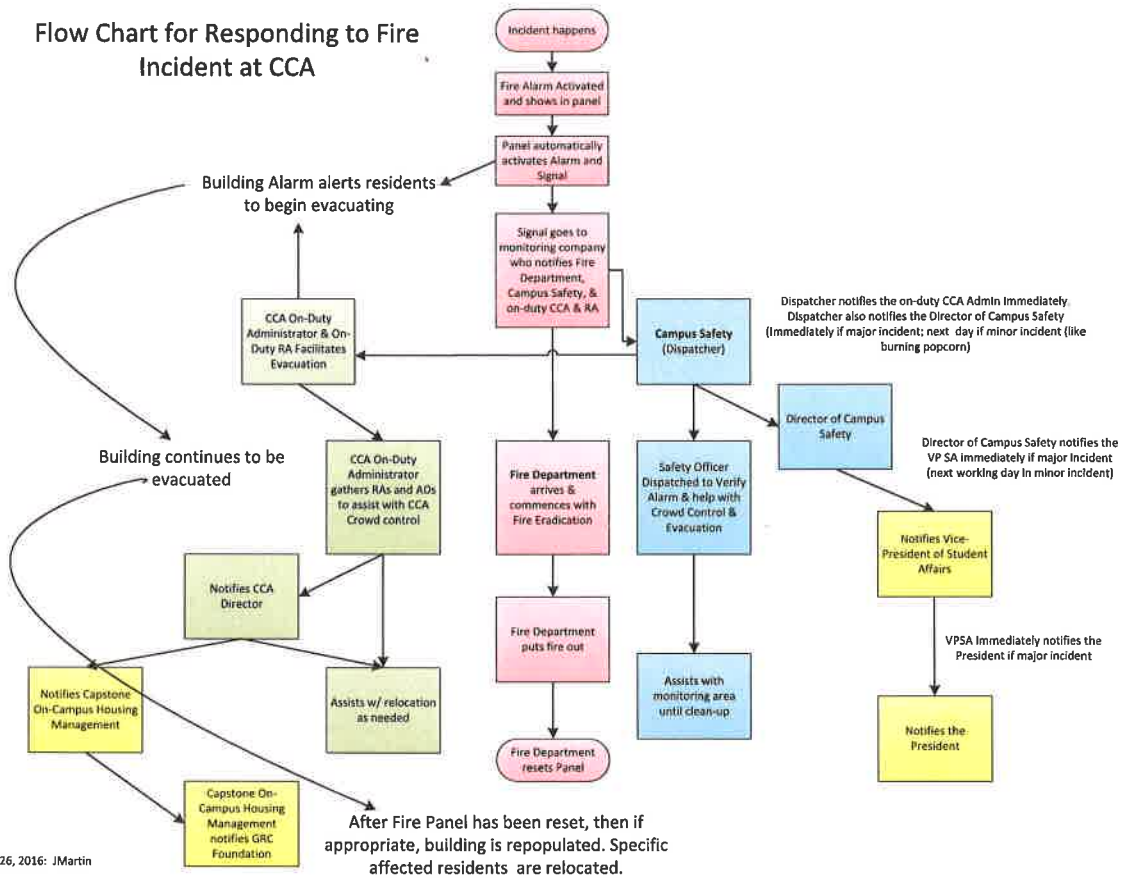 Flow Chart for Responding to Fire
Incident at CCA
Incident happens
Fire Alarm Activated
and shows in panel
Panel automatically
activates Alarm and
Signal
Building Alarm alerts residents
to begin evacuating
Signal goes to
monitoring company
who notifies Fire
Department,
Campus Safety, &
on-duty CCA & RA
CCA On-Duty
Administrator & On-
Duty RA Facilitates
Evacuation
Campus Safety
(Dispatcher)
Dispatcher notifies the on-duty CCA Admin Immediately.
Dispatcher also notifies the Director of Campus Safety
(Immediately if major incident; next day if minor incident (like
burning popcorn)
Director of Campus
Safety
Director of Campus Safety notifies the
VP SA immediately if major Incident
(next working day in minor incident)
Building continues to be
evacuated
CCA On-Duty
Administrator
gathers RAs and ADs
to assist with CCA
Crowd control
Fire Department
arrives &
commences with
Fire Eradication
Safety Officer
Dispatched to Verify
Alarm & help with
Crowd Control &
Evacuation
Notifies Vice-
President of Student
Affairs
Notifies CCA
Director
Fire Department
puts fire out
VPSA Immediately notifies the
President if major incident
Notifies Capstone
On-Campus Housing
Management
Assists w/ relocation
as needed
Assists with
monitoring area
until clean-up
Notifies the
President
Fire Department
resets Panel
Capstone On-
Campus Housing
Management
notifies GRC
Foundation
After Fire Panel has been reset, then if
appropriate, building is repopulated. Specific
affected residents are relocated.
26, 2016: JMartin